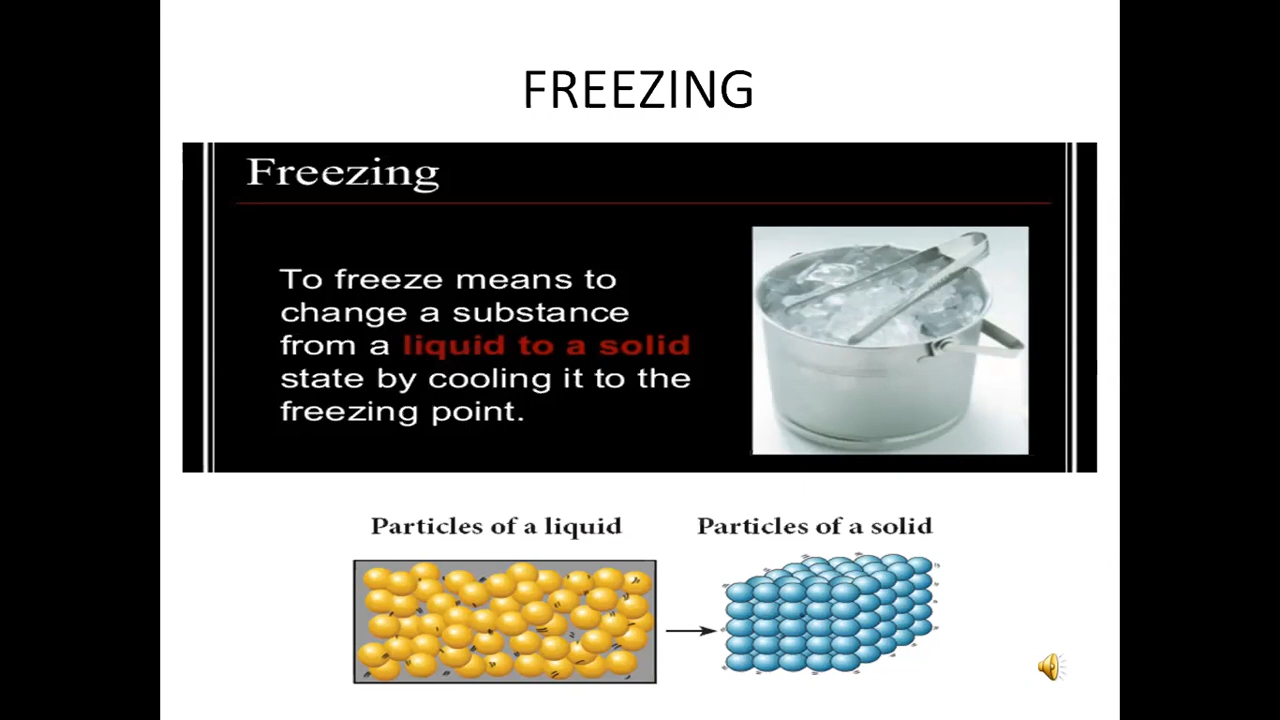 FREEZING
Freezing
To freeze means to
change a substance
from a liquid to a solid
state by cooling it to the
freezing point.
Particles of a liquid
Particles of a solid